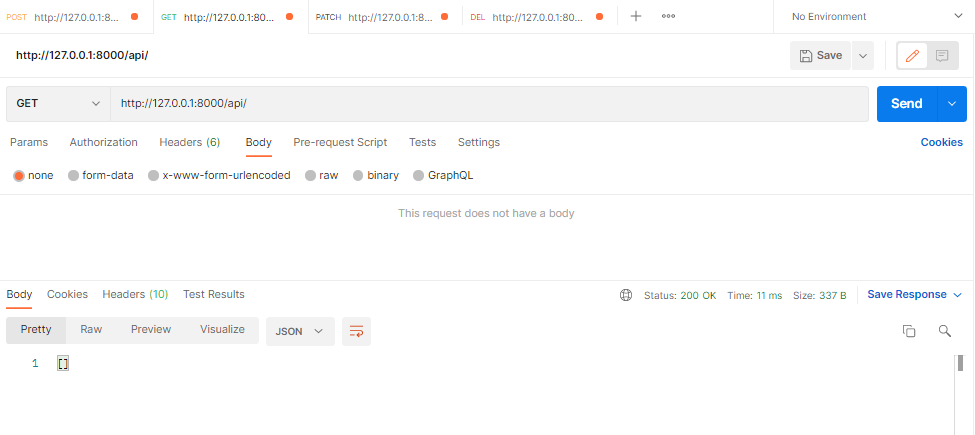 POST http://127.0.0.1:8... GET http://127.0.0.1:80... PATCH http://127.0.0.1:8... DEL http://127.0.0.1:80... No Environment
http://127.0.0.1:8000/api/ Save
GET http://127.0.0.1:8000/api/ Send
Params Authorization Headers (6) Body Pre-request Script Tests Settings Cookies
none form-data x-www-form-urlencoded raw binary GraphQL
This request does not have a body
Body Cookies Headers (10) Test Results Status: 200 OK Time: 11 ms Size: 337 B Save Response
Pretty Raw Preview Visualize JSON
1 []